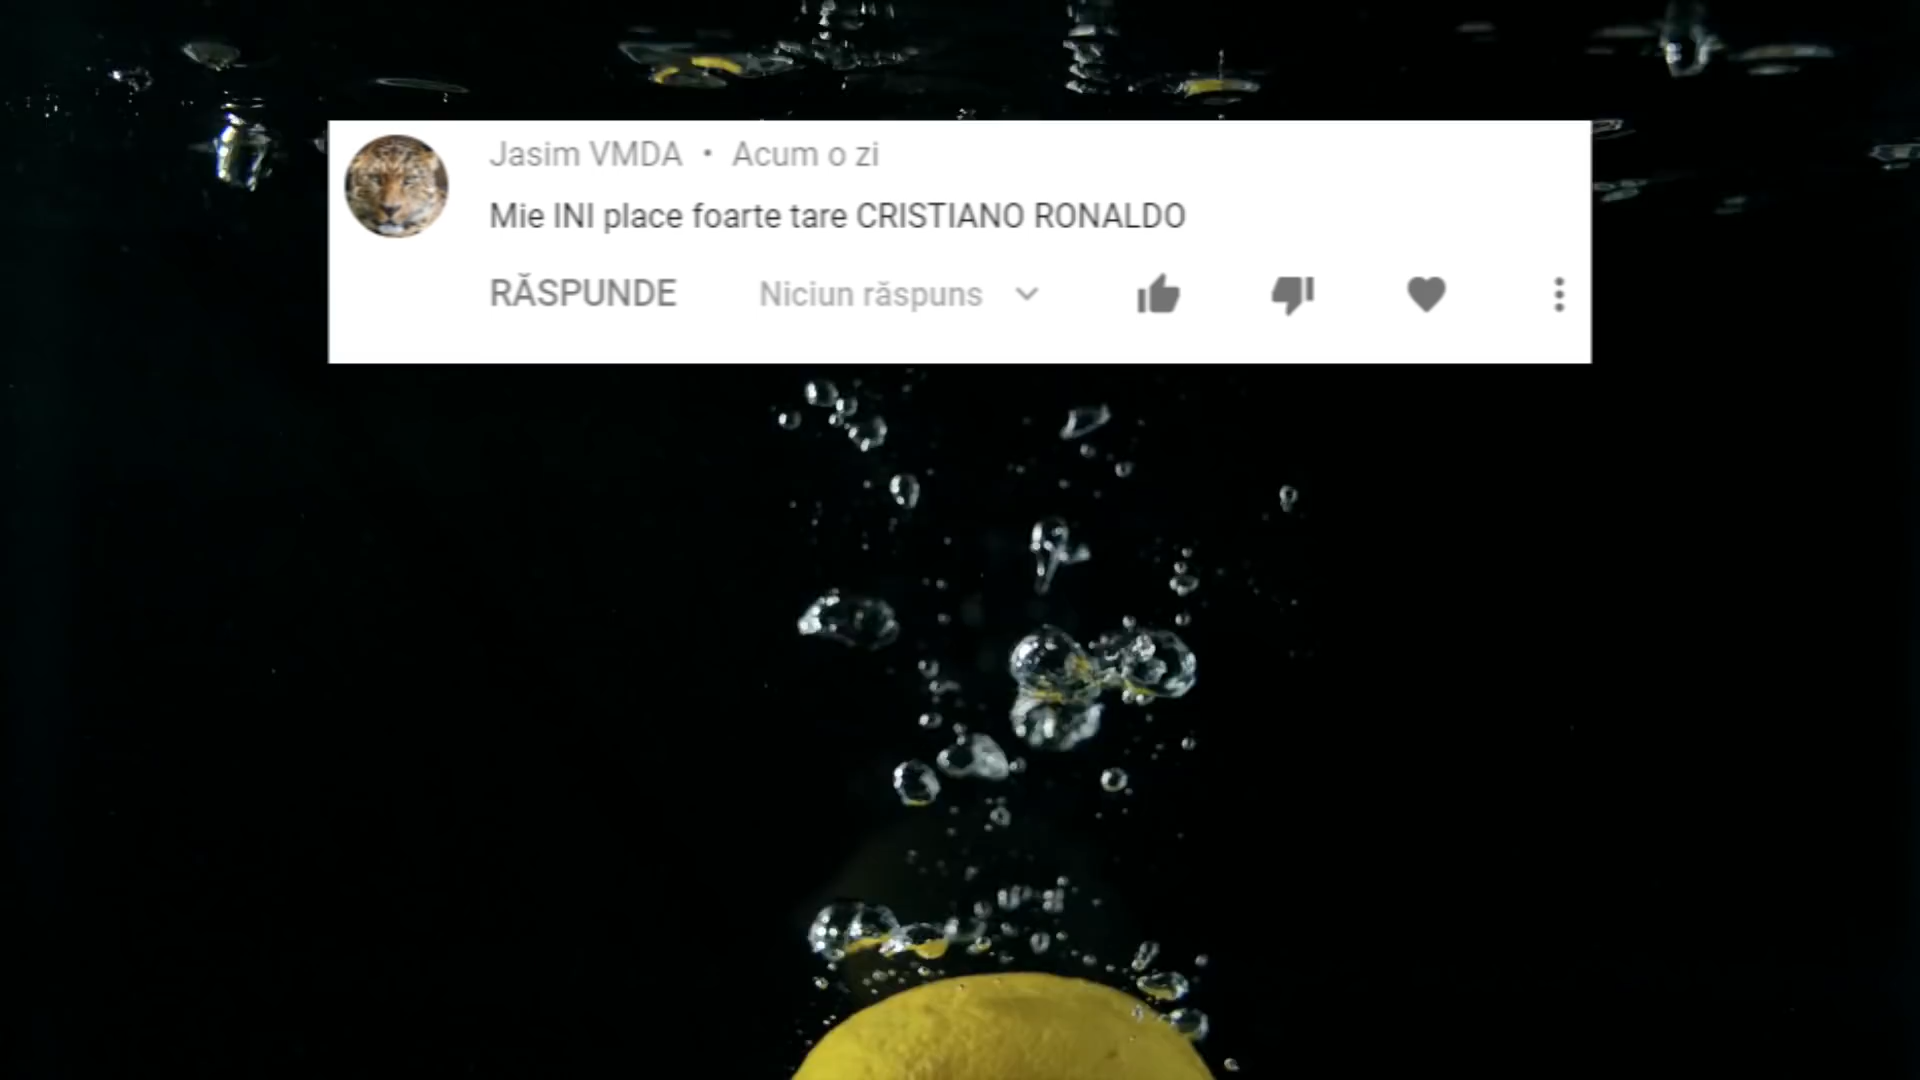 Jasim VMDA • Acum o zi
Mie INI place foarte tare CRISTIANO RONALDO
RĂSPUNDE Niciun răspuns